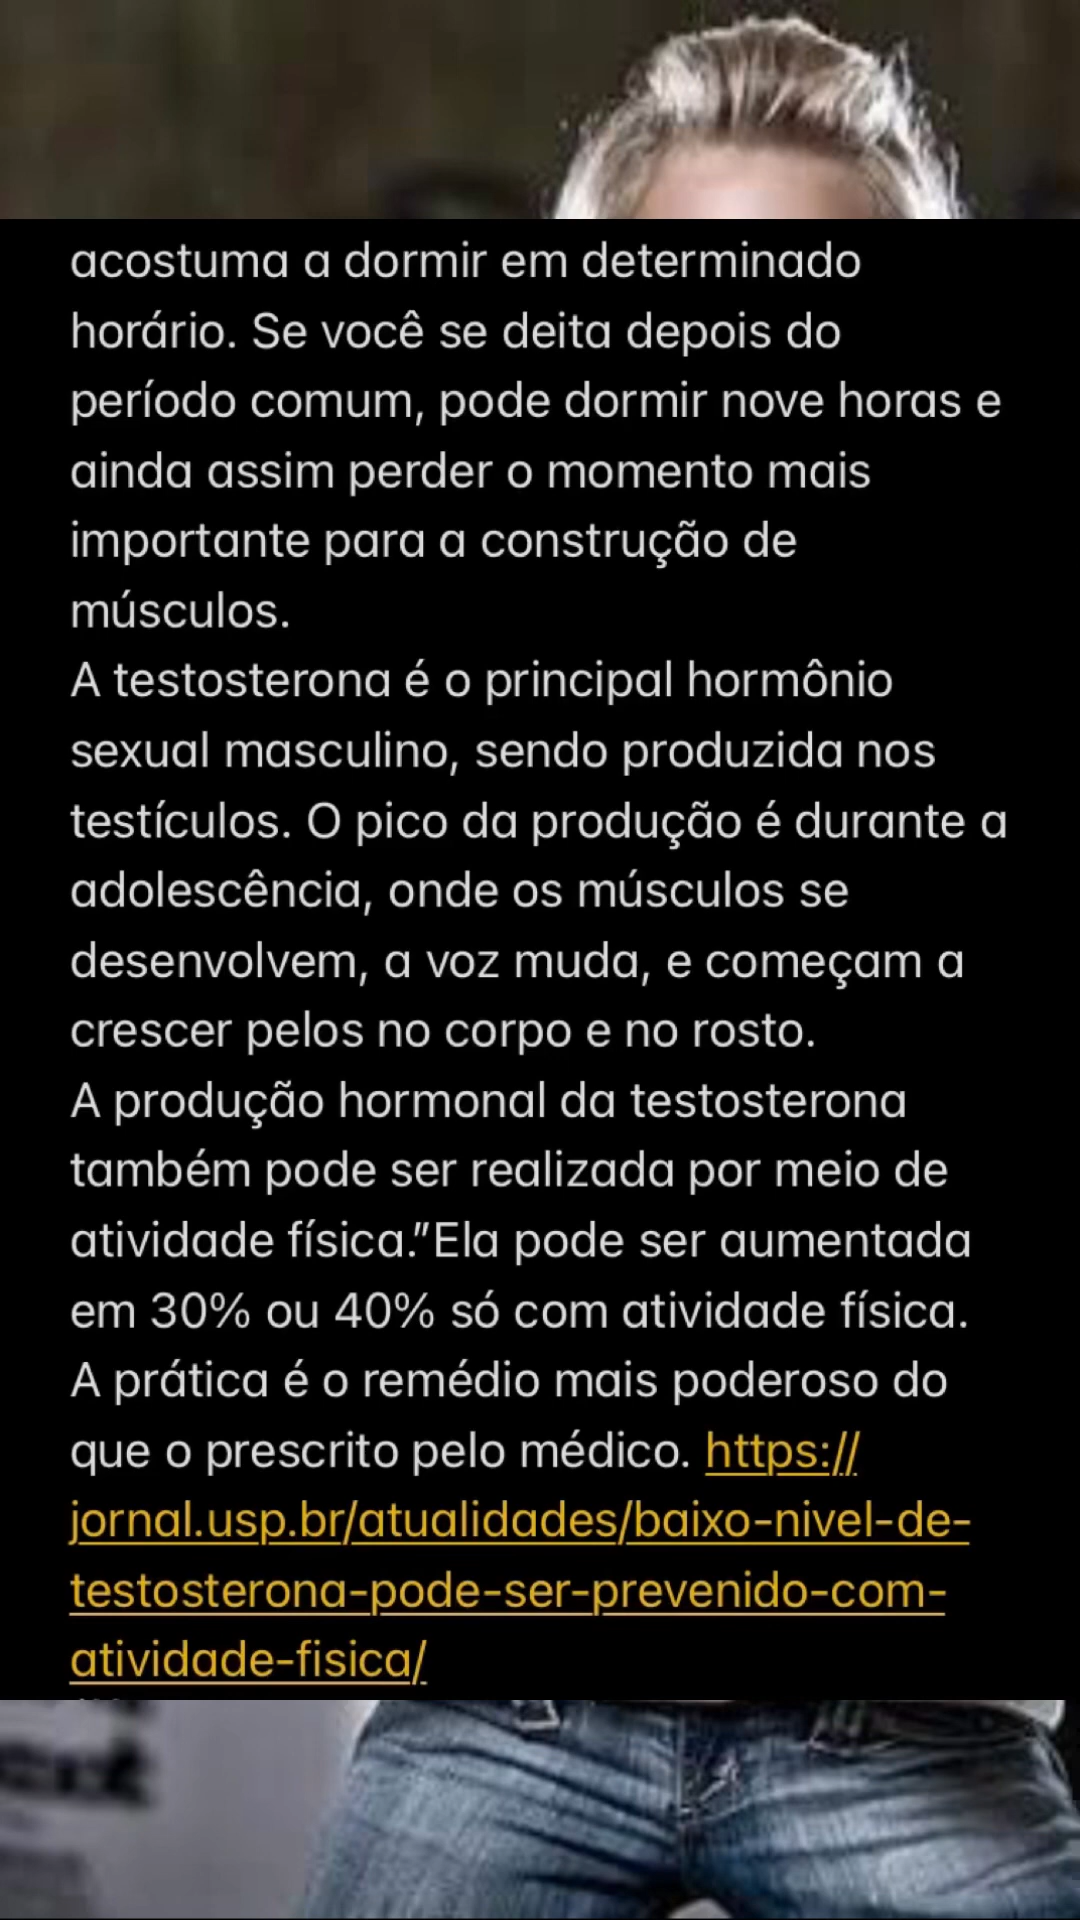 acostuma a dormir em determinado
horário. Se você se deita depois do
período comum, pode dormir nove horas e
ainda assim perder o momento mais
importante para a construção de
músculos.
A testosterona é o principal hormônio
sexual masculino, sendo produzida nos
testículos. O pico da produção é durante a
adolescência, onde os músculos se
desenvolvem, a voz muda, e começam a
crescer pelos no corpo e no rosto.
A produção hormonal da testosterona
também pode ser realizada por meio de
atividade física."Ela pode ser aumentada
em 30% ou 40% só com atividade física.
A prática é o remédio mais poderoso do
que o prescrito pelo médico. https://
jornal.usp.br/atualidades/baixo-nivel-de-
testosterona-pode-ser-prevenido-com-
atividade-fisica/